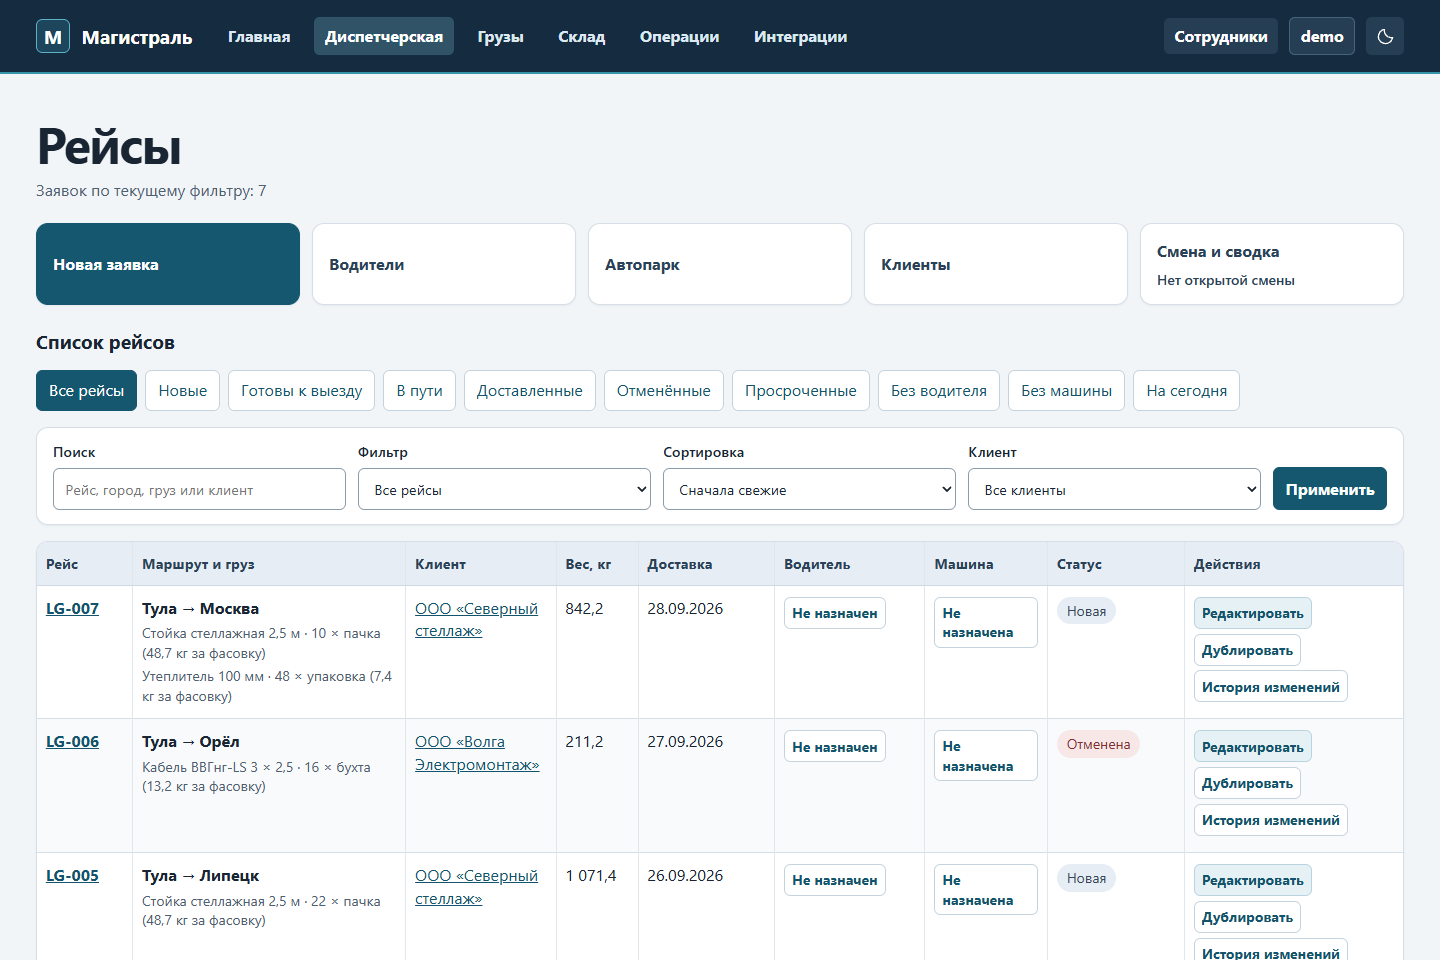 М Магистраль Главная Диспетчерская Грузы Склад Операции Интеграции Сотрудники demo
Рейсы
Заявок по текущему фильтру: 7
Новая заявка
Водители
Автопарк
Клиенты
Смена и сводка
Нет открытой смены
Список рейсов
Все рейсы Новые Готовы к выезду В пути Доставленные Отменённые Просроченные Без водителя Без машины На сегодня
Поиск Фильтр Сортировка Клиент
Рейс, город, груз или клиент Все рейсы Сначала свежие Все клиенты Применить
Рейс Маршрут и груз Клиент Вес, кг Доставка Водитель Машина Статус Действия
LG-007
Тула → Москва
Стойка стеллажная 2,5 м · 10 × пачка
(48,7 кг за фасовку)
Утеплитель 100 мм · 48 × упаковка (7,4
кг за фасовку)
ООО «Северный
стеллаж»
842,2
28.09.2026
Не назначен
Не
назначена
Новая
Редактировать
Дублировать
История изменений
LG-006
Тула → Орёл
Кабель ВВГнг-LS 3 × 2,5 · 16 × бухта
(13,2 кг за фасовку)
ООО «Волга
Электромонтаж»
211,2
27.09.2026
Не назначен
Не
назначена
Отменена
Редактировать
Дублировать
История изменений
LG-005
Тула → Липецк
Стойка стеллажная 2,5 м · 22 × пачка
(48,7 кг за фасовку)
ООО «Северный
стеллаж»
1 071,4
26.09.2026
Не назначен
Не
назначена
Новая
Редактировать
Дублировать
История изменений